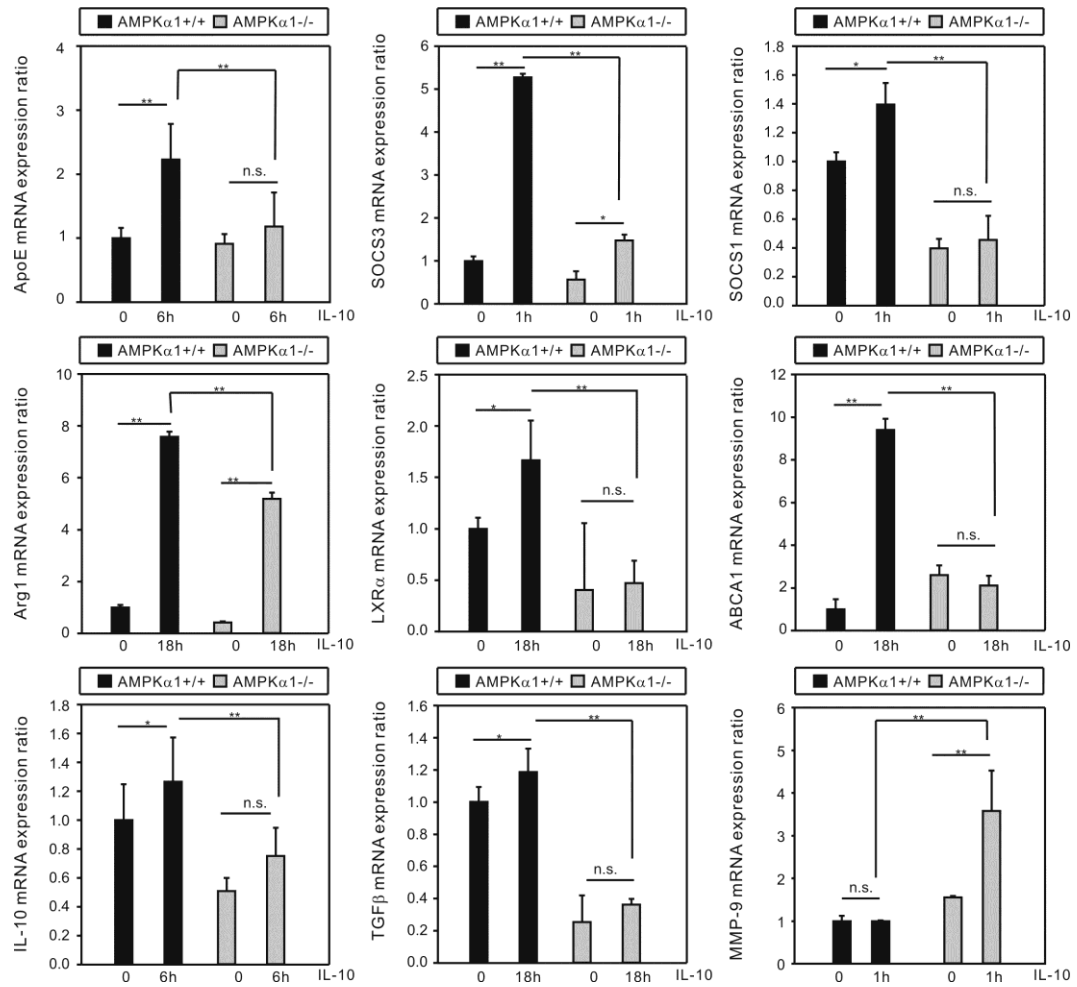 AMPKα1+/+ AMPKα1-/-
ApoE mRNA expression ratio
4
3
2
1
0
**
**
n.s.
0 6h 0 6h IL-10
AMPKα1+/+ AMPKα1-/-
SOCS3 mRNA expression ratio
6
5
4
3
2
1
0
**
**
*
0 1h 0 1h IL-10
AMPKα1+/+ AMPKα1-/-
SOCS1 mRNA expression ratio
1.8
1.6
1.4
1.2
1.0
0.8
0.6
0.4
0.2
0.0
*
**
n.s.
0 1h 0 1h IL-10
AMPKα1+/+ AMPKα1-/-
Arg1 mRNA expression ratio
10
8
6
4
2
0
**
**
**
0 18h 0 18h IL-10
AMPKα1+/+ AMPKα1-/-
LXRα mRNA expression ratio
2.5
2.0
1.5
1.0
0.5
0.0
**
*
n.s.
0 18h 0 18h IL-10
AMPKα1+/+ AMPKα1-/-
ABCA1 mRNA expression ratio
12
10
8
6
4
2
0
**
**
n.s.
0 18h 0 18h IL-10
AMPKα1+/+ AMPKα1-/-
IL-10 mRNA expression ratio
1.8
1.6
1.4
1.2
1.0
0.8
0.6
0.4
0.2
0.0
**
*
n.s.
0 6h 0 6h IL-10
AMPKα1+/+ AMPKα1-/-
TGFβ mRNA expression ratio
1.6
1.4
1.2
1.0
0.8
0.6
0.4
0.2
0.0
**
*
n.s.
0 18h 0 18h IL-10
AMPKα1+/+ AMPKα1-/-
MMP-9 mRNA expression ratio
6
5
4
3
2
1
0
**
**
n.s.
0 1h 0 1h IL-10